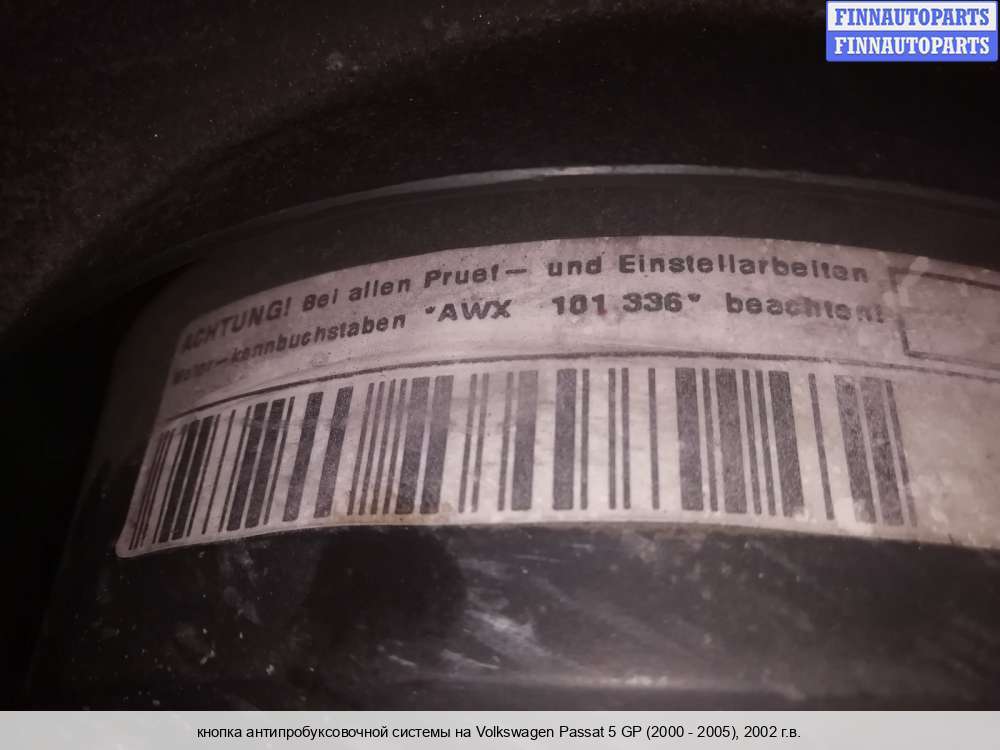 FINNAUTOPARTS
FINNAUTOPARTS
ACHTUNG! Bei allen Pruef— und Einstellarbeiten
Motor—kennbuchstaben "AWX 101 336" beachten!
кнопка антипробуксовочной системы на Volkswagen Passat 5 GP (2000 - 2005), 2002 г.в.